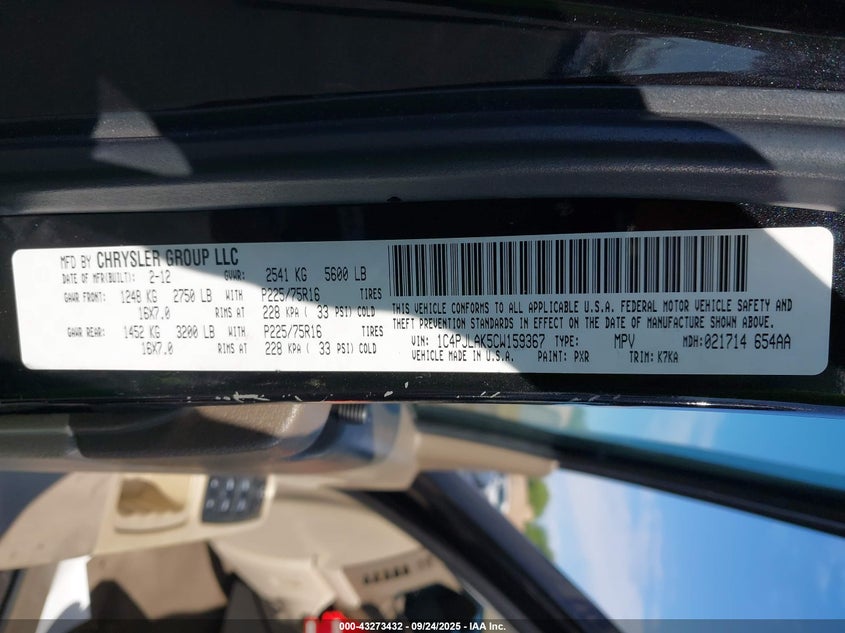 MFD BY CHRYSLER GROUP LLC
DATE OF MFR(BUILT): 2-12 GVWR: 2541 KG 5600 LB
GAWR FRONT: 1248 KG 2750 LB WITH P225/75R16 TIRES
16X7.0 RIMS AT 228 KPA ( 33 PSI) COLD
GAWR REAR: 1452 KG 3200 LB WITH P225/75R16 TIRES
16X7.0 RIMS AT 228 KPA ( 33 PSI) COLD
THIS VEHICLE CONFORMS TO ALL APPLICABLE U.S.A. FEDERAL MOTOR VEHICLE SAFETY AND
THEFT PREVENTION STANDARDS IN EFFECT ON THE DATE OF MANUFACTURE SHOWN ABOVE.
VIN: 1C4PJLAK5CW159367 TYPE: MPV MDH:021714 654AA
VEHICLE MADE IN U.S.A. PAINT: PXR TRIM: K7KA
000-43273432 - 09/24/2025 - IAA Inc.